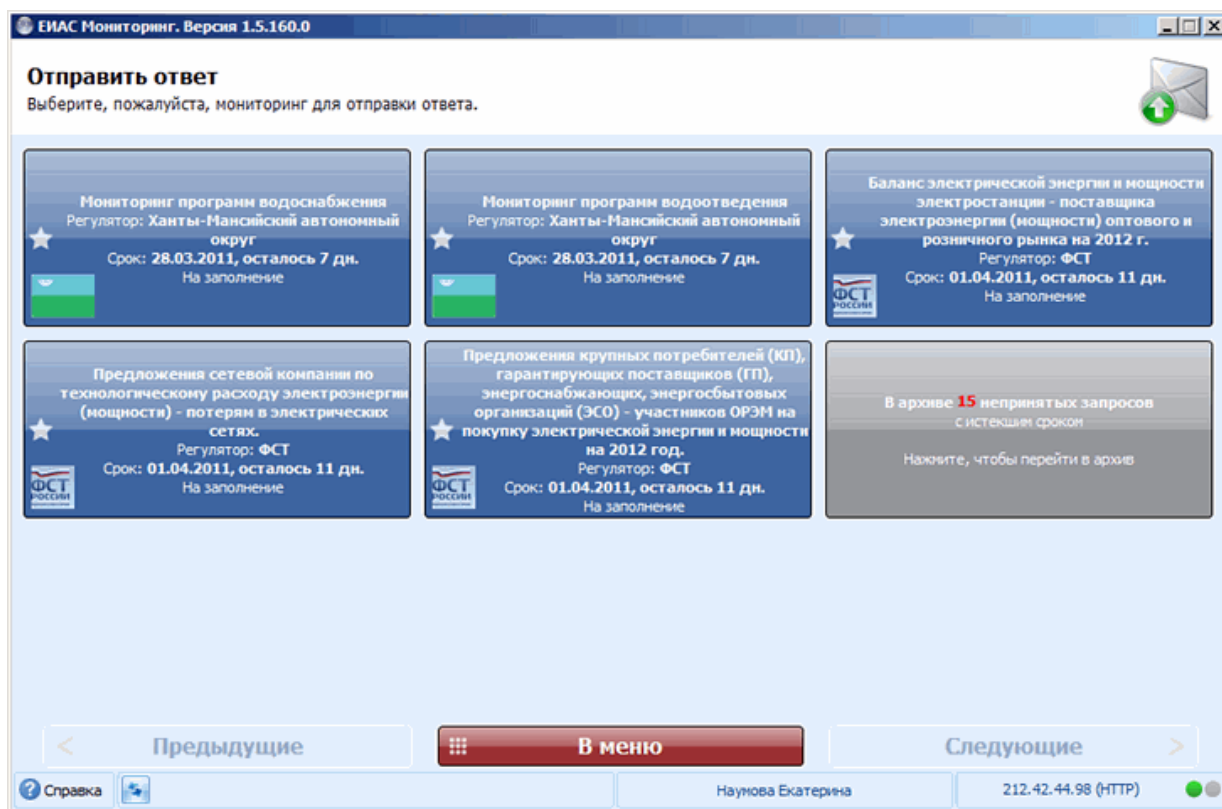 ЕИАС Мониторинг. Версия 1.5.160.0
Отправить ответ
Выберите, пожалуйста, мониторинг для отправки ответа.
Мониторинг программ водоснабжения
Регулятор: Ханты-Мансийский автономный
округ
Срок: 28.03.2011, осталось 7 дн.
На заполнение
Мониторинг программ водоотведения
Регулятор: Ханты-Мансийский автономный
округ
Срок: 28.03.2011, осталось 7 дн.
На заполнение
Баланс электрической энергии и мощности
электростанции - поставщика
электроэнергии (мощности) оптового и
розничного рынка на 2012 г.
Регулятор: ФСТ
Срок: 01.04.2011, осталось 11 дн.
На заполнение
ФСТ
РОССИИ
Предложения сетевой компании по
технологическому расходу электроэнергии
(мощности) - потерям в электрических
сетях.
Регулятор: ФСТ
Срок: 01.04.2011, осталось 11 дн.
На заполнение
ФСТ
РОССИИ
Предложения крупных потребителей (КП),
гарантирующих поставщиков (ГП),
энергоснабжающих, энергосбытовых
организаций (ЭСО) - участников ОРЭМ на
покупку электрической энергии и мощности
на 2012 год.
Регулятор: ФСТ
Срок: 01.04.2011, осталось 11 дн.
На заполнение
ФСТ
РОССИИ
В архиве 15 непринятых запросов
с истекшим сроком
Нажмите, чтобы перейти в архив
< Предыдущие
В меню
Следующие >
? Справка
Наумова Екатерина
212.42.44.98 (HTTP)